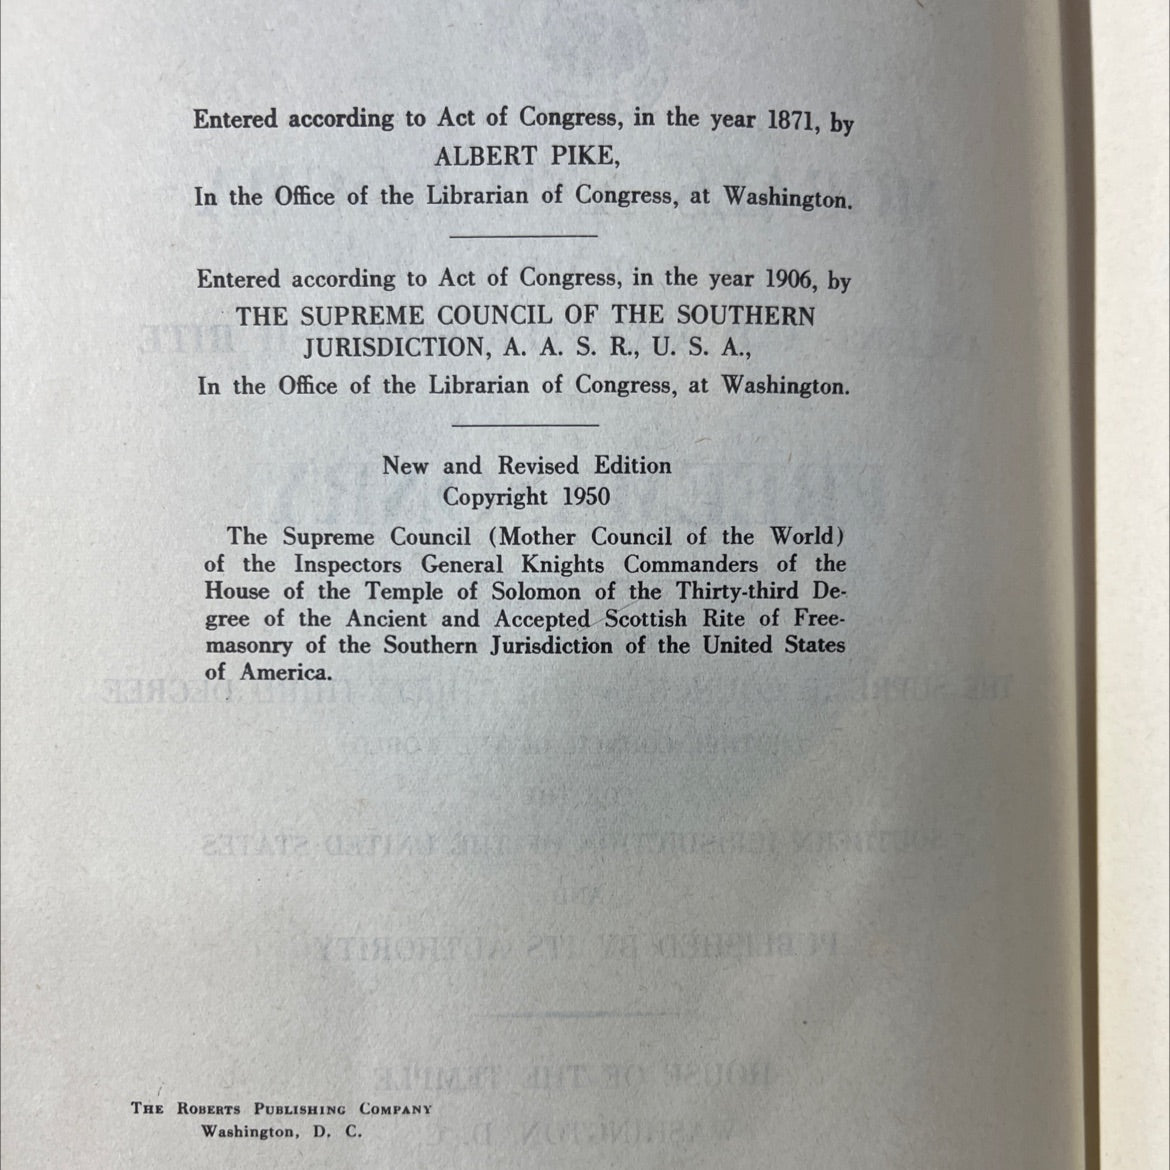 Entered according to Act of Congress, in the year 1871, by
ALBERT PIKE,
In the Office of the Librarian of Congress, at Washington.
Entered according to Act of Congress, in the year 1906, by
THE SUPREME COUNCIL OF THE SOUTHERN
JURISDICTION, A. A. S. R., U. S. A.,
In the Office of the Librarian of Congress, at Washington.
New and Revised Edition
Copyright 1950
The Supreme Council (Mother Council of the World)
of the Inspectors General Knights Commanders of the
House of the Temple of Solomon of the Thirty-third De-
gree of the Ancient and Accepted Scottish Rite of Free-
masonry of the Southern Jurisdiction of the United States
of America.
THE ROBERTS PUBLISHING COMPANY
Washington, D. C.